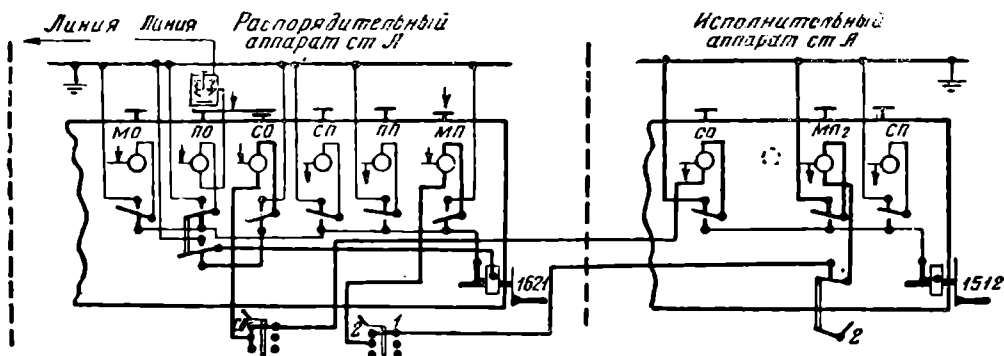 Линия Линия Распорядительный Исполнительный
аппарат ст А аппарат ст А
мо по со сп пп мп со мп₂ сп
1621 1512
2 1 2